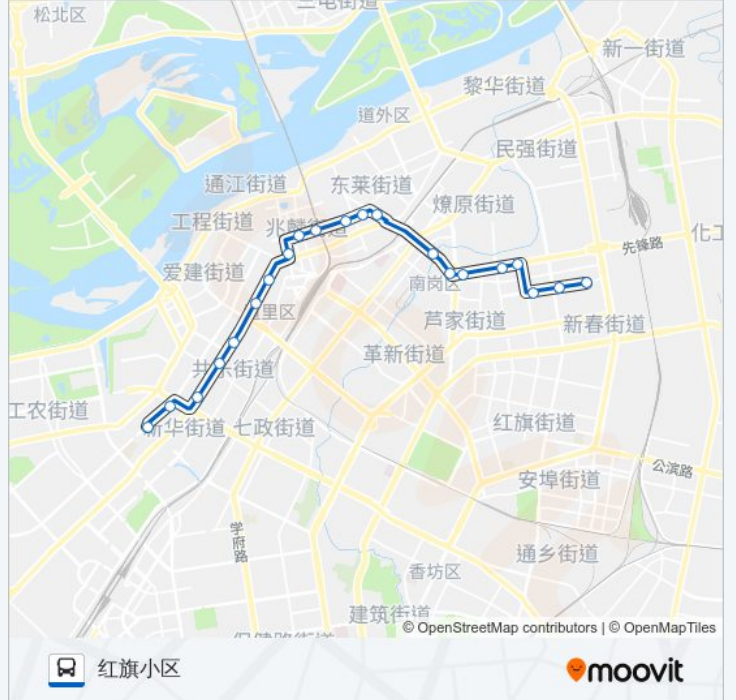 三电街道
松北区
新一街道
黎华街道
道外区
民强街道
通江街道
东莱街道
燎原街道
工程街道
兆麟街道
化工
先锋路
爱建街道
南岗区
里区
芦家街道
新春街道
革新街道
井乐街道
工农街道
新华街道
七政街道
红旗街道
公滨路
安埠街道
学府路
通乡街道
香坊区
建筑街道
保健路街道
© OpenStreetMap contributors | © OpenMapTiles
红旗小区
moovit